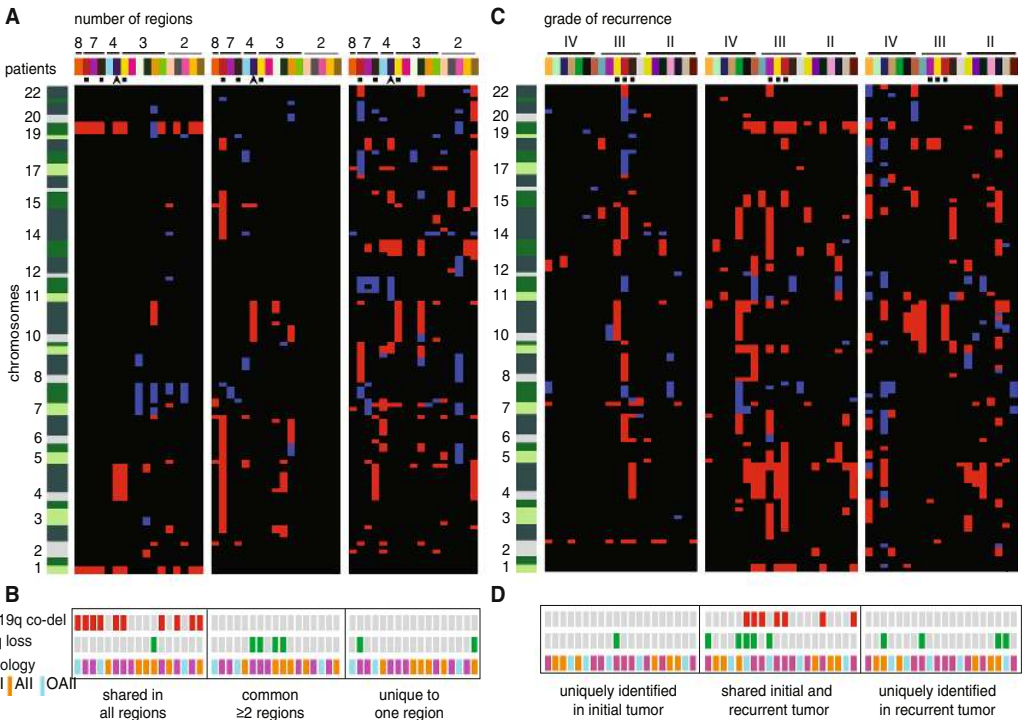 A
number of regions
8 7 4 3 2
8 7 4 3 2
8 7 4 3 2
patients
chromosomes
22
20
19
17
15
14
12
11
10
8
7
6
5
4
3
2
1
C
grade of recurrence
IV III II
IV III II
IV III II
22
20
19
17
15
14
12
11
10
8
7
6
5
4
3
2
1
B
19q co-del
loss
ology
AII OAII
shared in
all regions
common
≥2 regions
unique to
one region
D
uniquely identified
in initial tumor
shared initial and
recurrent tumor
uniquely identified
in recurrent tumor